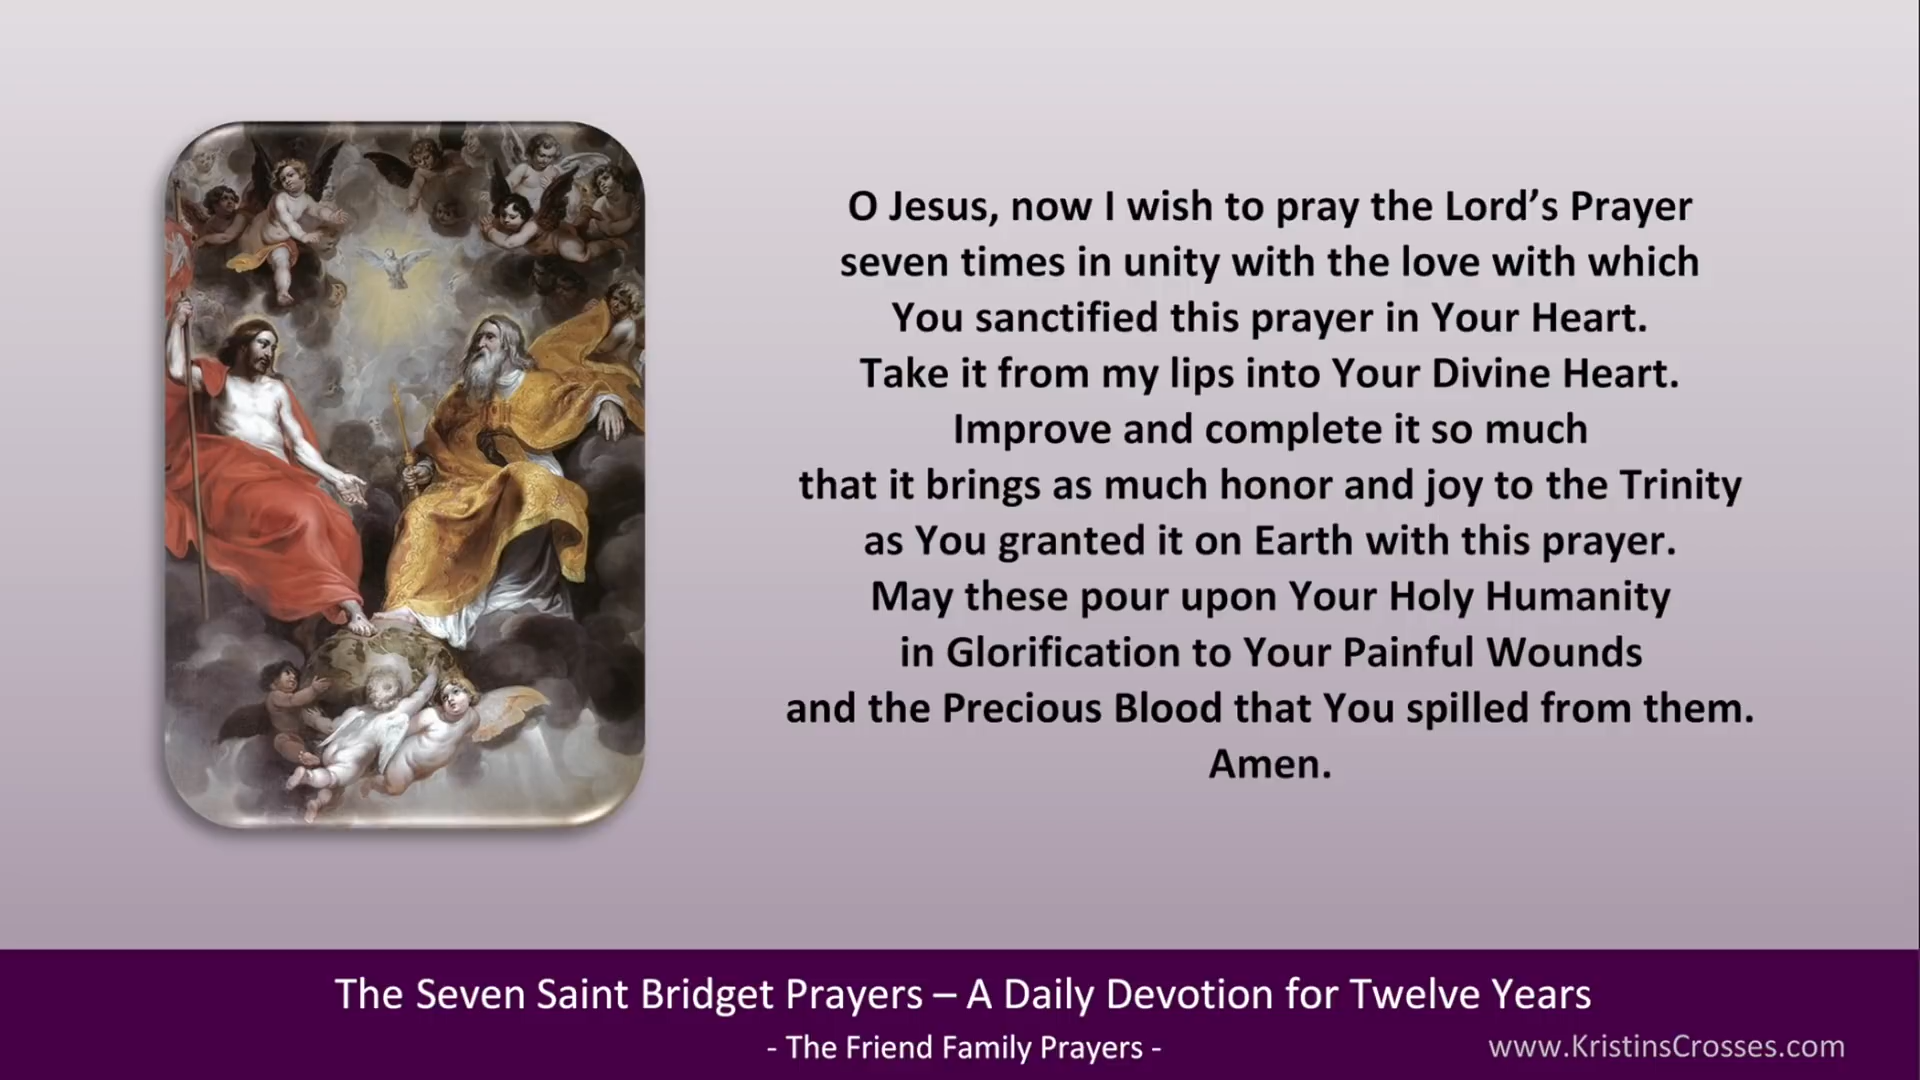 O Jesus, now I wish to pray the Lord’s Prayer
seven times in unity with the love with which
You sanctified this prayer in Your Heart.
Take it from my lips into Your Divine Heart.
Improve and complete it so much
that it brings as much honor and joy to the Trinity
as You granted it on Earth with this prayer.
May these pour upon Your Holy Humanity
in Glorification to Your Painful Wounds
and the Precious Blood that You spilled from them.
Amen.
The Seven Saint Bridget Prayers – A Daily Devotion for Twelve Years
- The Friend Family Prayers -
www.KristinsCrosses.com